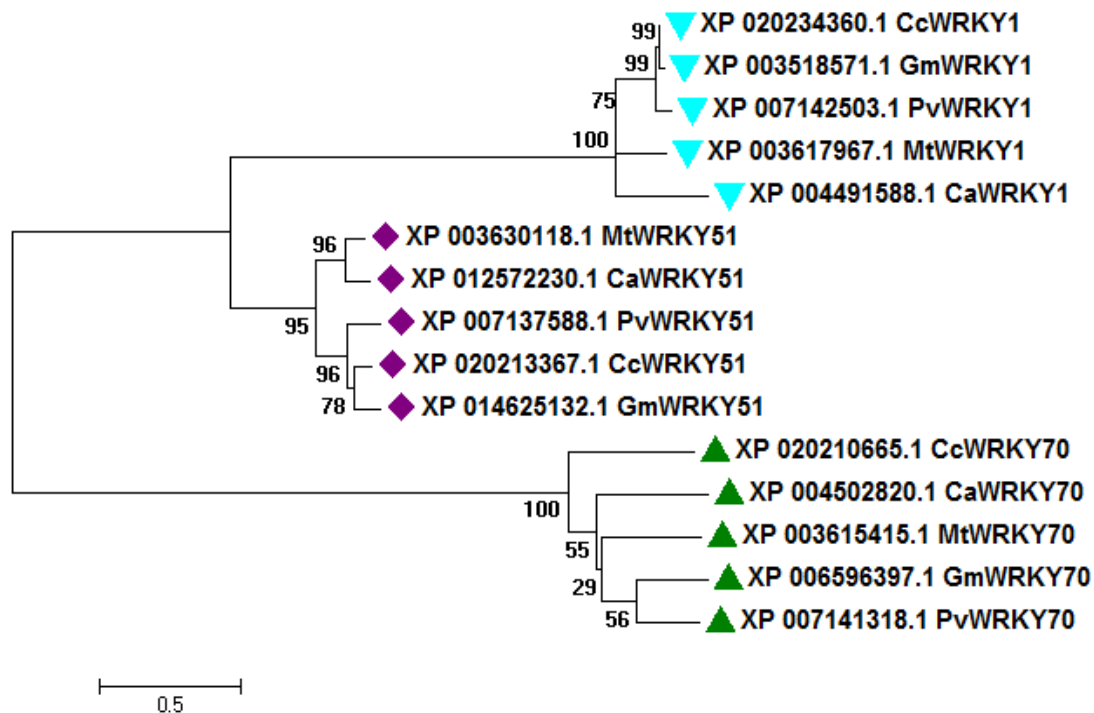 99
XP 020234360.1 CcWRKY1
99
XP 003518571.1 GmWRKY1
75
XP 007142503.1 PvWRKY1
100
XP 003617967.1 MtWRKY1
XP 004491588.1 CaWRKY1
96
XP 003630118.1 MtWRKY51
XP 012572230.1 CaWRKY51
95
XP 007137588.1 PvWRKY51
96
XP 020213367.1 CcWRKY51
78
XP 014625132.1 GmWRKY51
XP 020210665.1 CcWRKY70
100
XP 004502820.1 CaWRKY70
55
XP 003615415.1 MtWRKY70
29
XP 006596397.1 GmWRKY70
56
XP 007141318.1 PvWRKY70
0.5